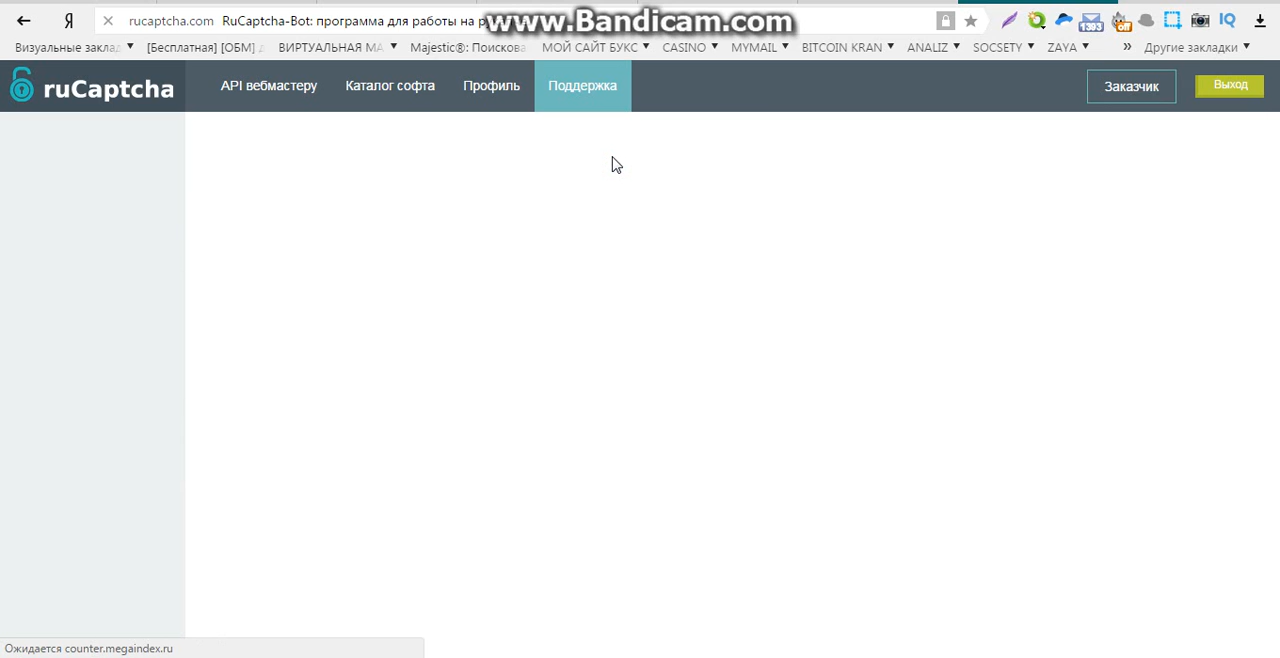 rucaptcha.com RuCaptcha-Bot: программа для работы на
www.Bandicam.com
Визуальные заклад [Бесплатная] [ОБМ] ВИРТУАЛЬНАЯ МА Majestic®: Поискова МОЙ САЙТ БУКС CASINO MYMAIL BITCOIN KRAN ANALIZ SOCSETY ZAYA » Другие закладки
ruCaptcha API вебмастеру Каталог софта Профиль Поддержка Заказчик Выход
Ожидается counter.megaindex.ru